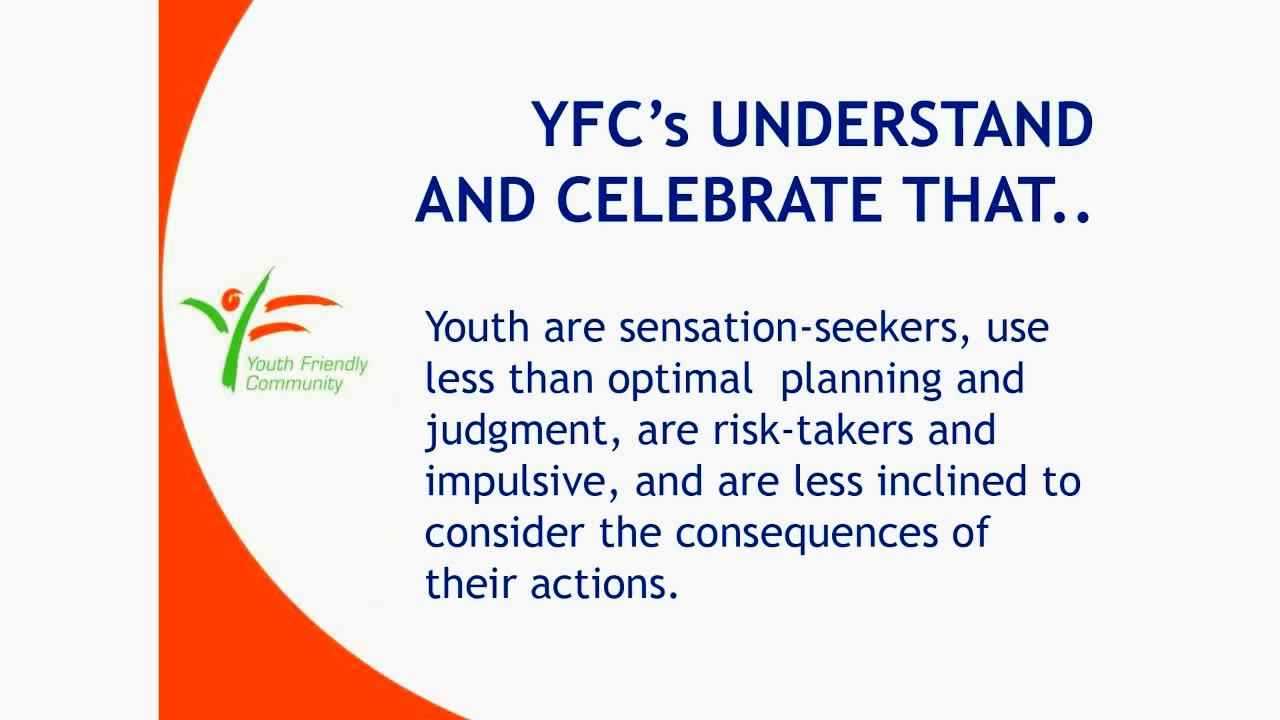 YFC’s UNDERSTAND
AND CELEBRATE THAT..
Youth Friendly
Community
Youth are sensation-seekers, use
less than optimal  planning and
judgment, are risk-takers and
impulsive, and are less inclined to
consider the consequences of
their actions.